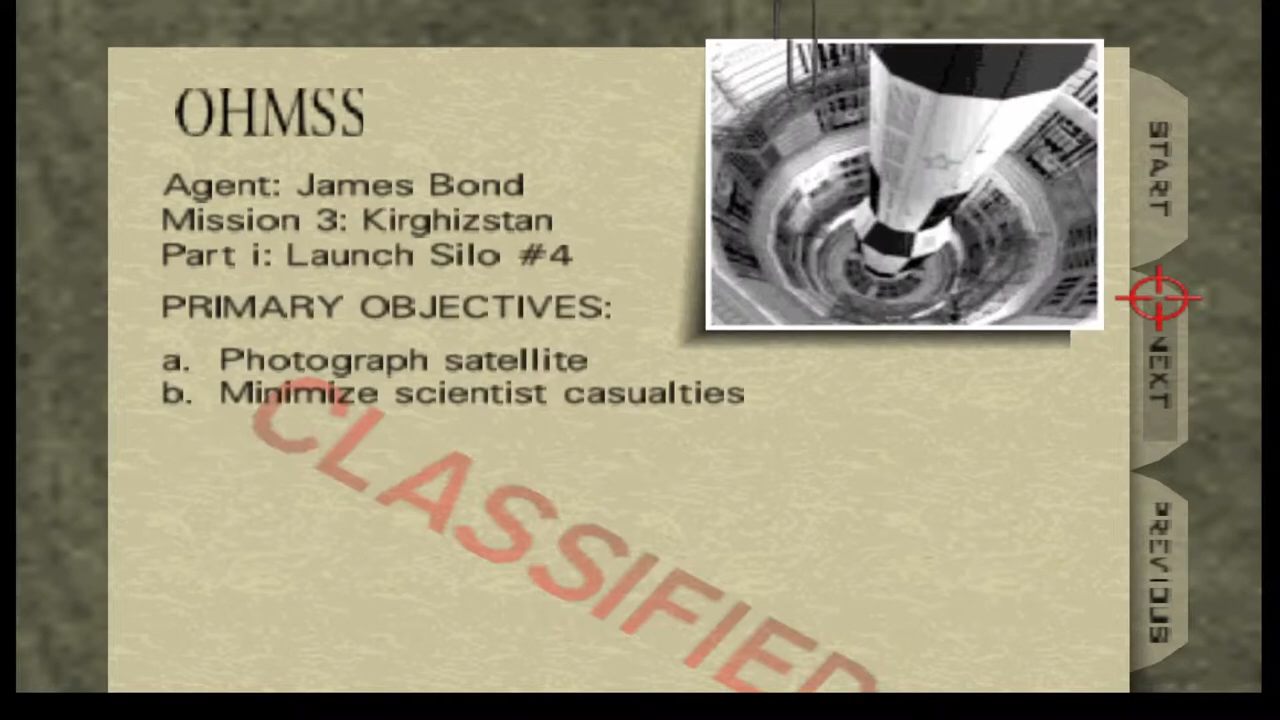 OHMSS
Agent: James Bond
Mission 3: Kirghizstan
Part i: Launch Silo #4
PRIMARY OBJECTIVES:
a. Photograph satellite
b. Minimize scientist casualties
CLASSIFIED
START
NEXT
PREVIOUS